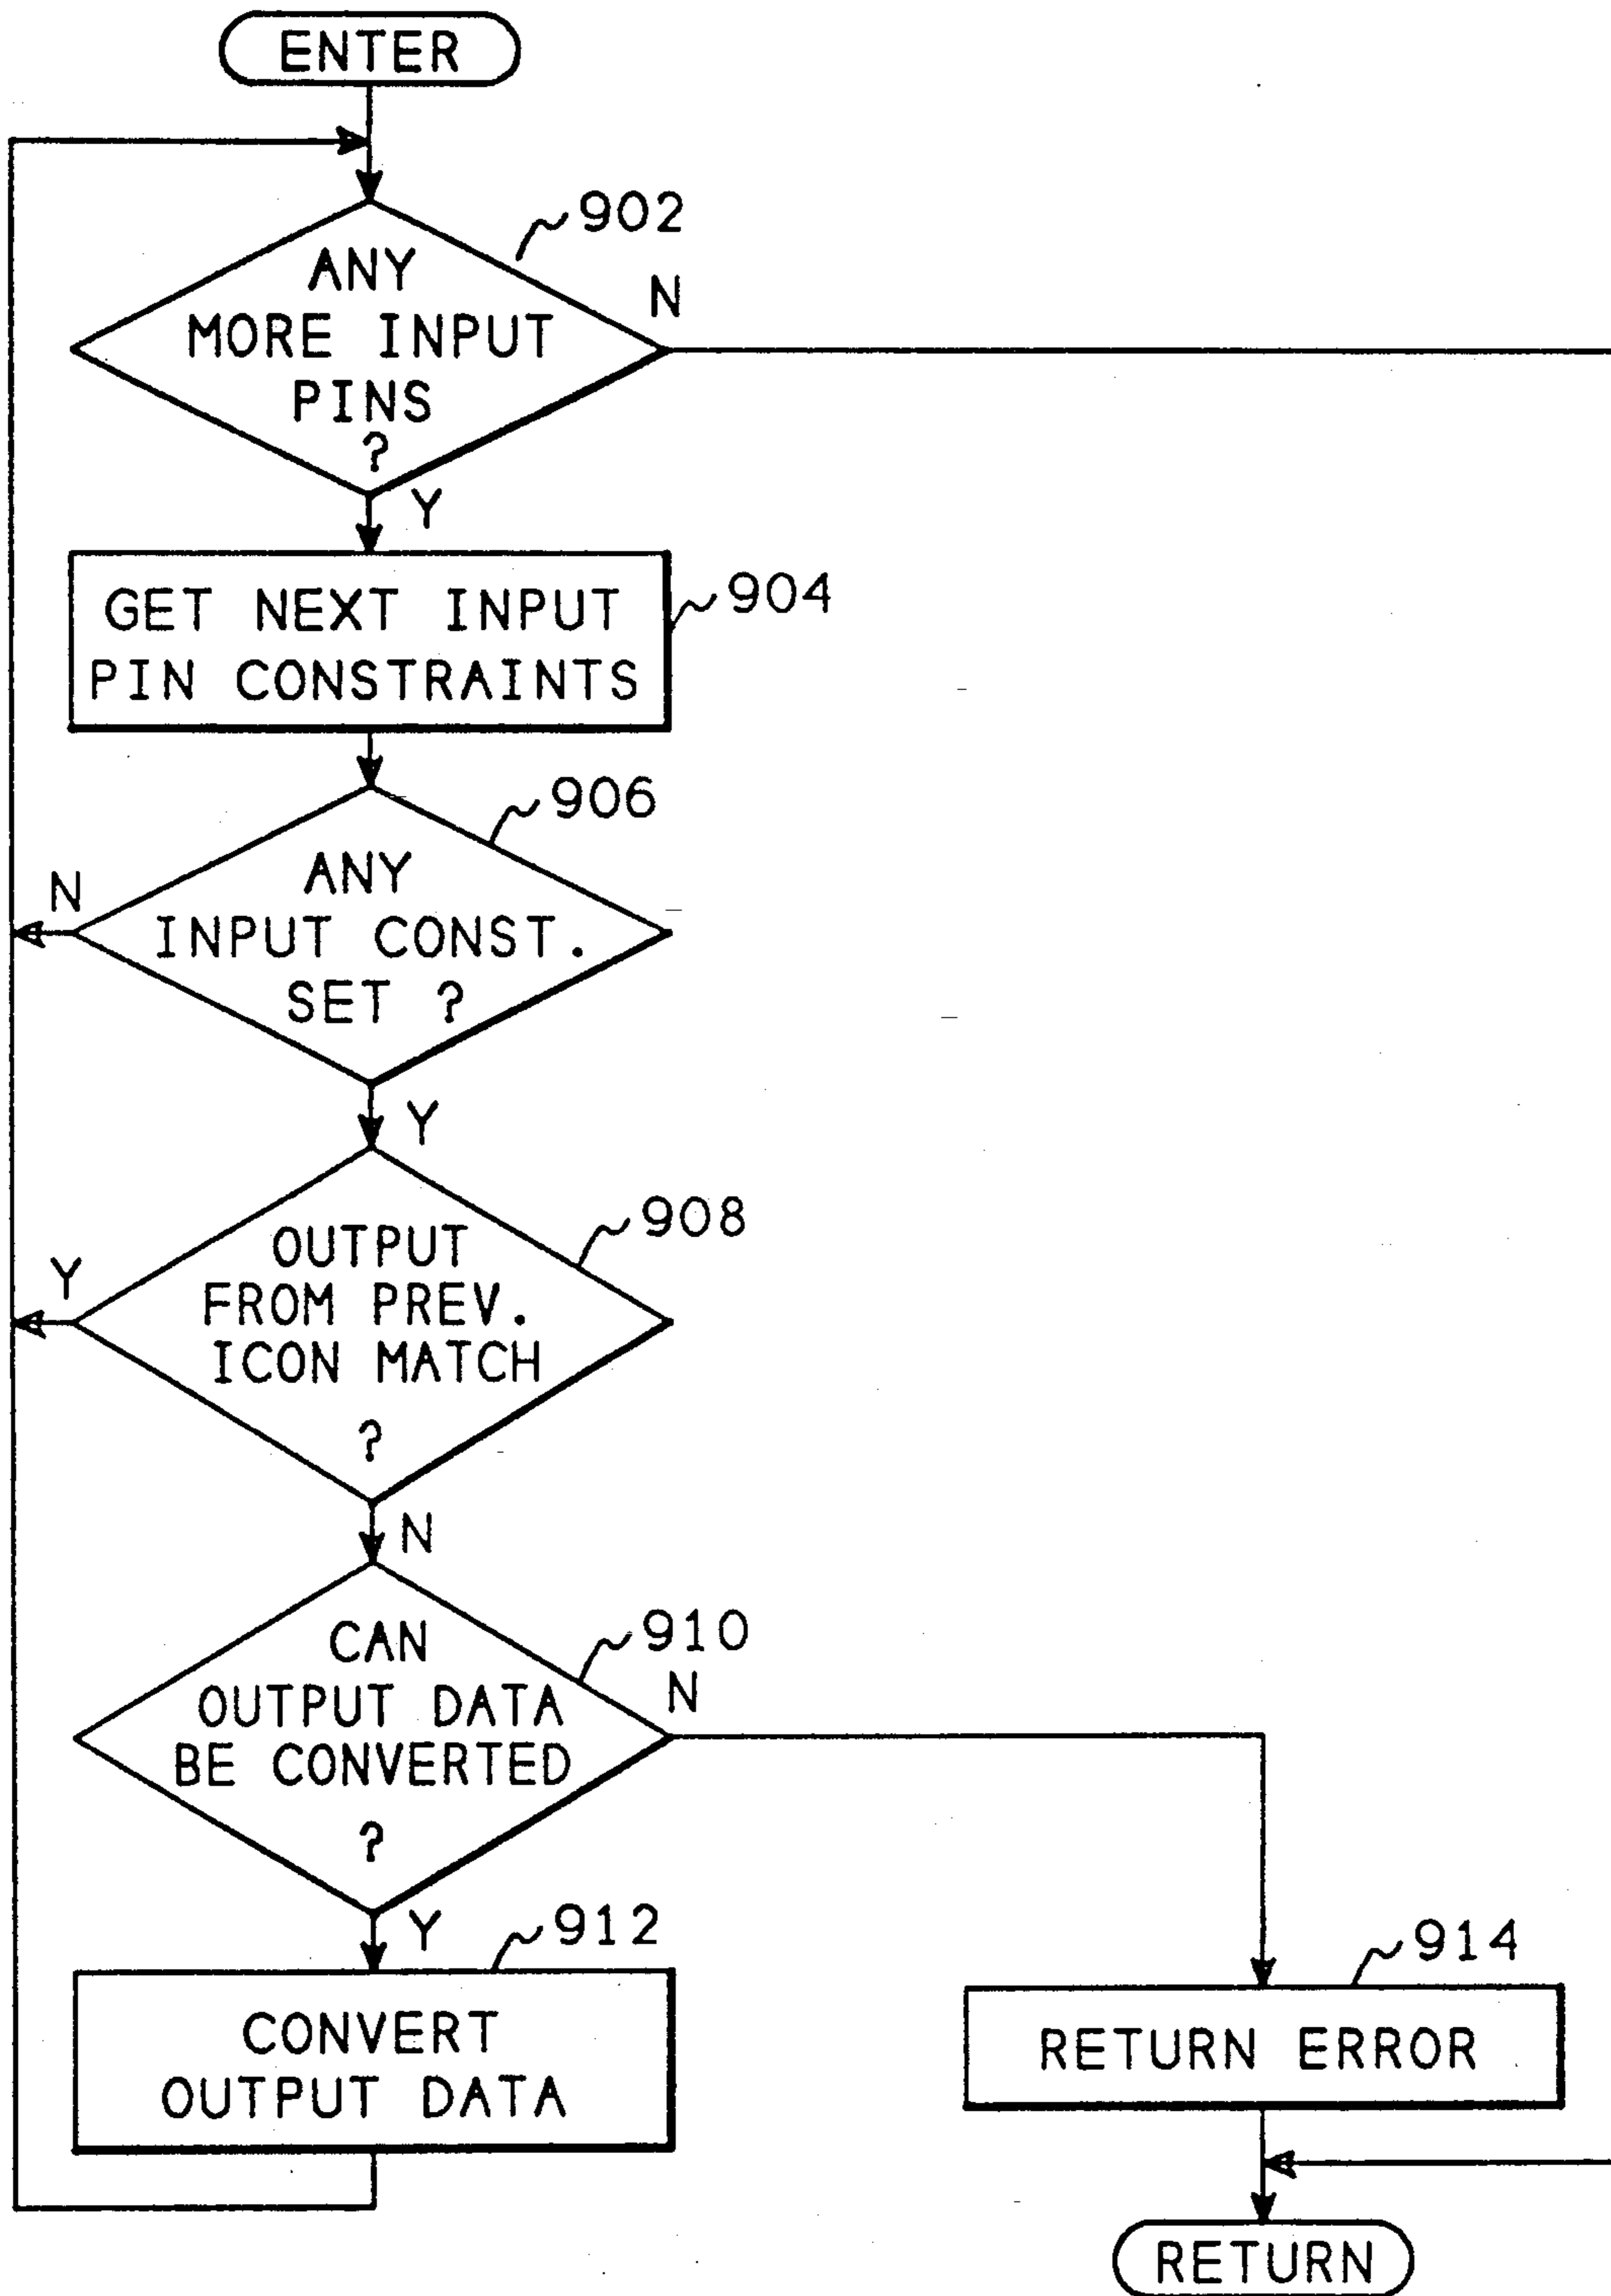 ENTER
902
ANY
MORE INPUT
PINS
?
N
Y
GET NEXT INPUT
PIN CONSTRAINTS
904
906
ANY
INPUT CONST.
SET ?
N
Y
908
OUTPUT
FROM PREV.
ICON MATCH
?
Y
N
910
CAN
OUTPUT DATA
BE CONVERTED
?
N
Y
912
CONVERT
OUTPUT DATA
914
RETURN ERROR
RETURN